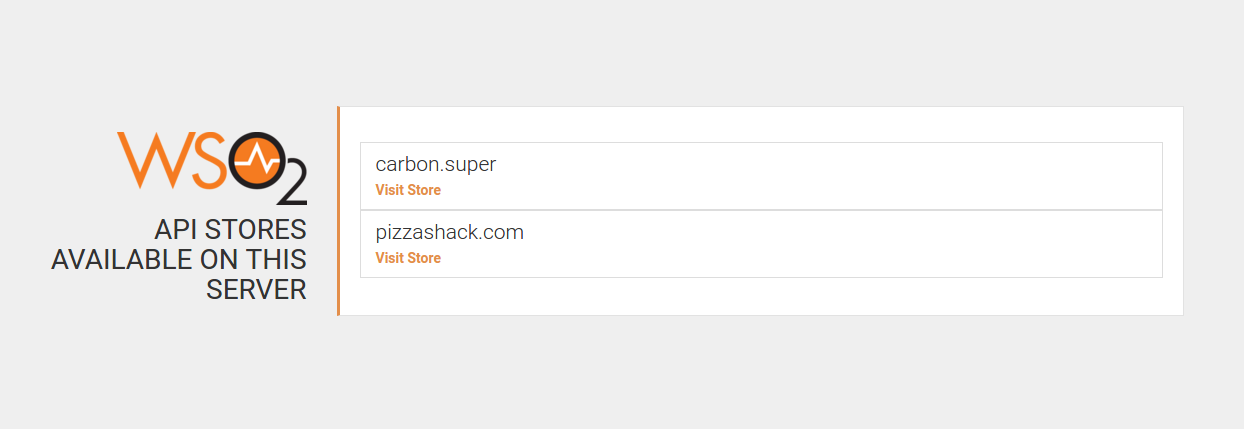 WSO2
API STORES
AVAILABLE ON THIS
SERVER
carbon.super
Visit Store
pizzashack.com
Visit Store